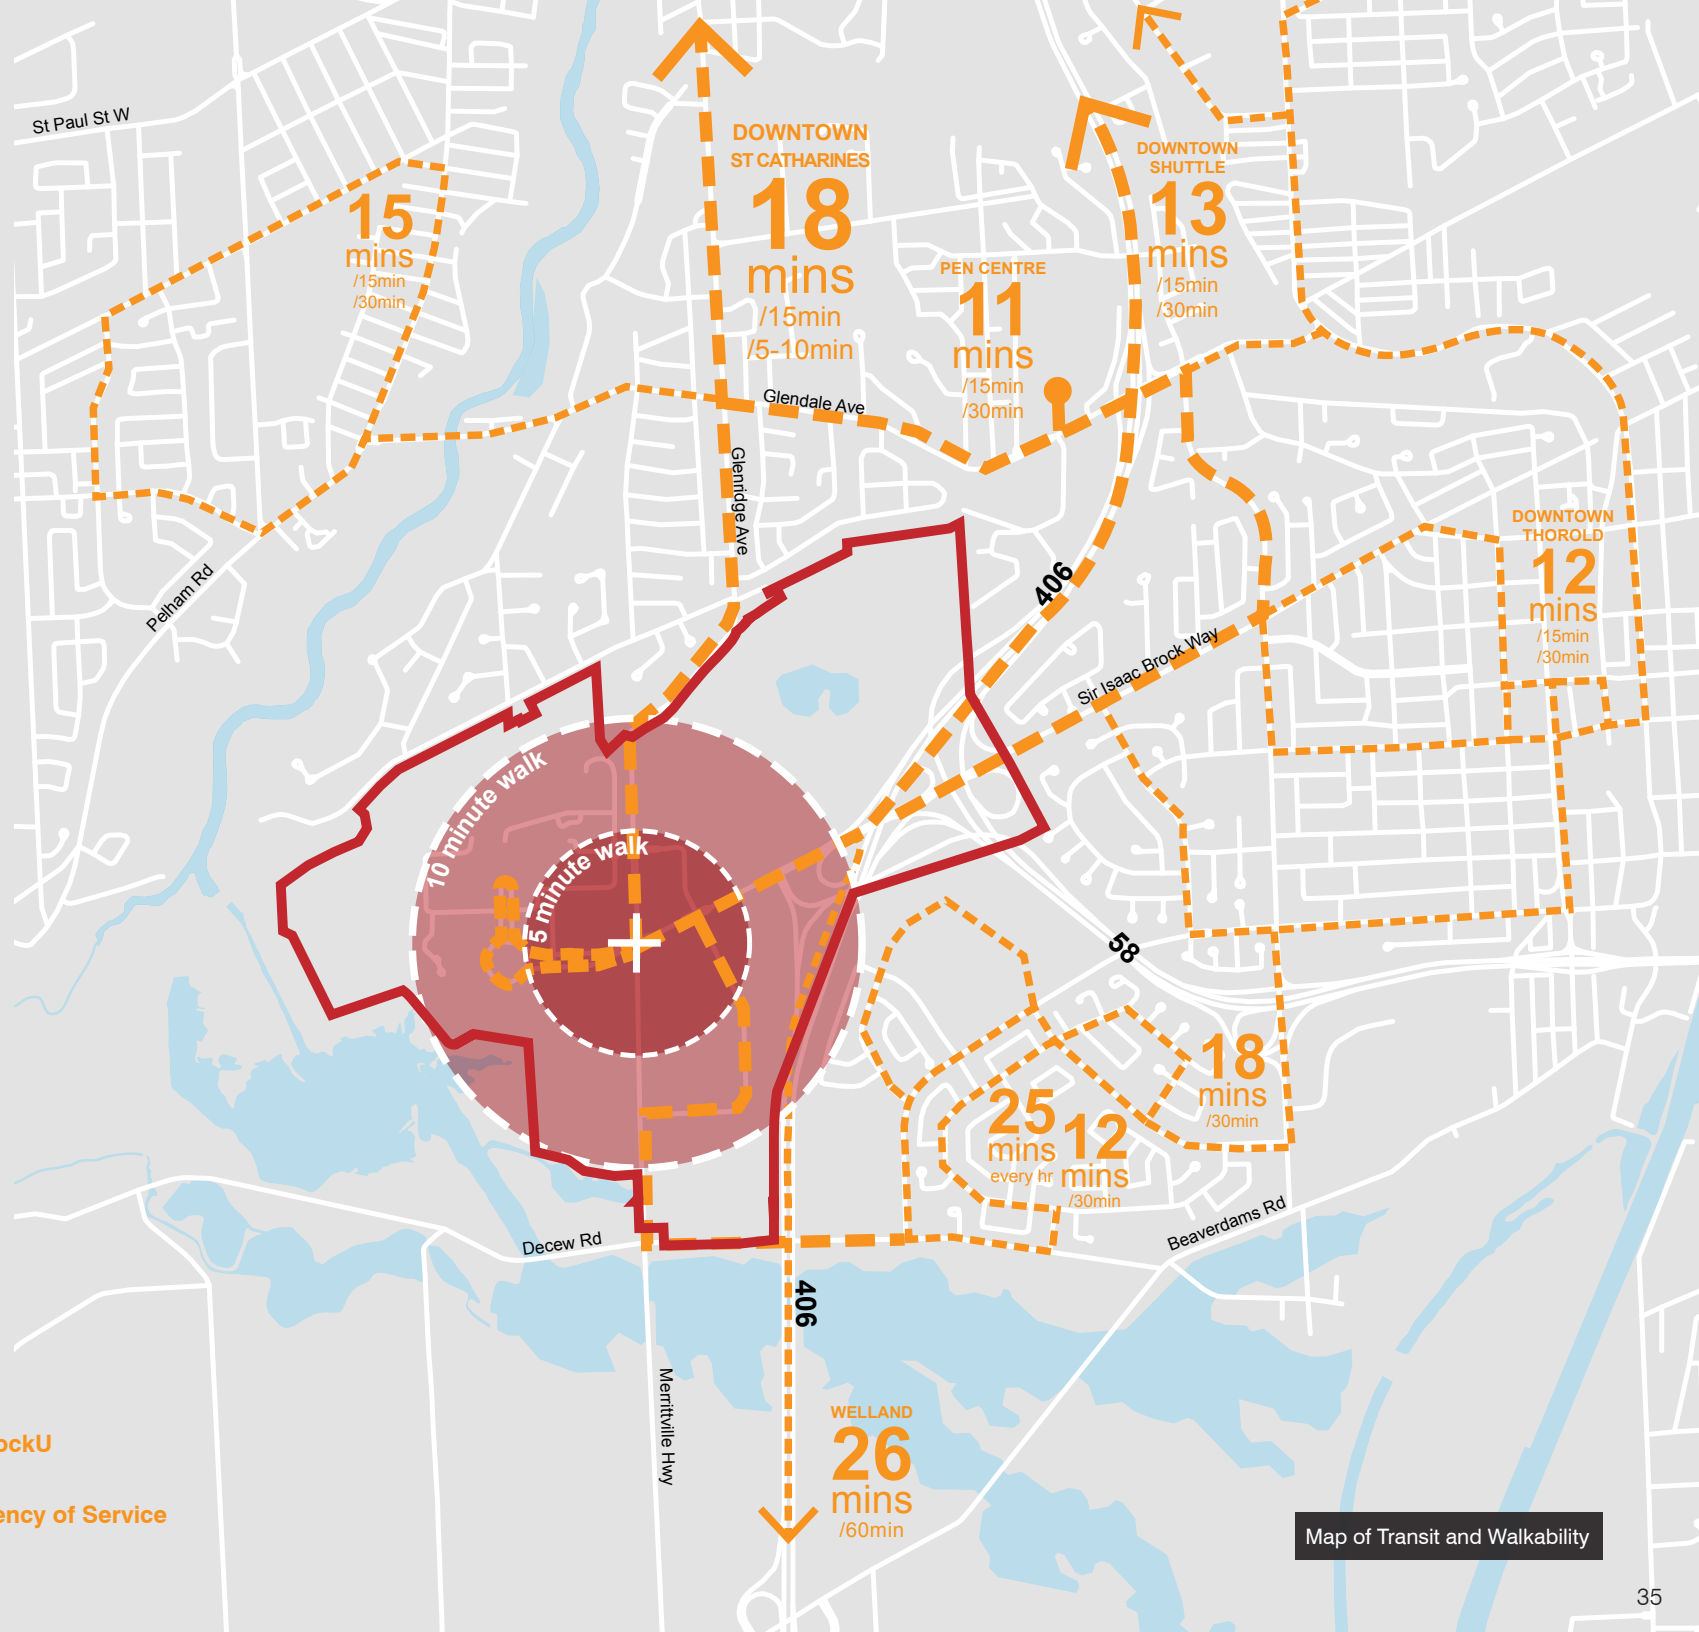 St Paul St W
DOWNTOWN
ST CATHARINES
18
mins
/15min
/5-10min
DOWNTOWN
SHUTTLE
13
mins
/15min
/30min
15
mins
/15min
/30min
PEN CENTRE
11
mins
/15min
/30min
Glendale Ave
Glenridge Ave
Pelham Rd
406
DOWNTOWN
THOROLD
12
mins
/15min
/30min
Sir Isaac Brock Way
10 minute walk
5 minute walk
58
18
mins
/30min
25
mins
every hr
12
mins
/30min
Decew Rd
Beaverdams Rd
406
Merrittville Hwy
WELLAND
26
mins
/60min
ockU
ency of Service
Map of Transit and Walkability
35